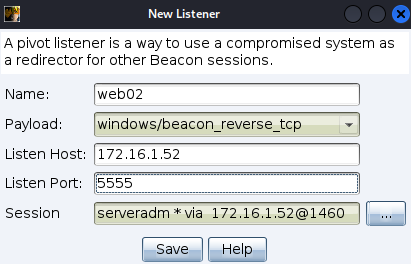 New Listener
A pivot listener is a way to use a compromised system as
a redirector for other Beacon sessions.
Name: web02
Payload: windows/beacon_reverse_tcp
Listen Host: 172.16.1.52
Listen Port: 5555
Session serveradm * via 172.16.1.52@1460 ...
Save Help